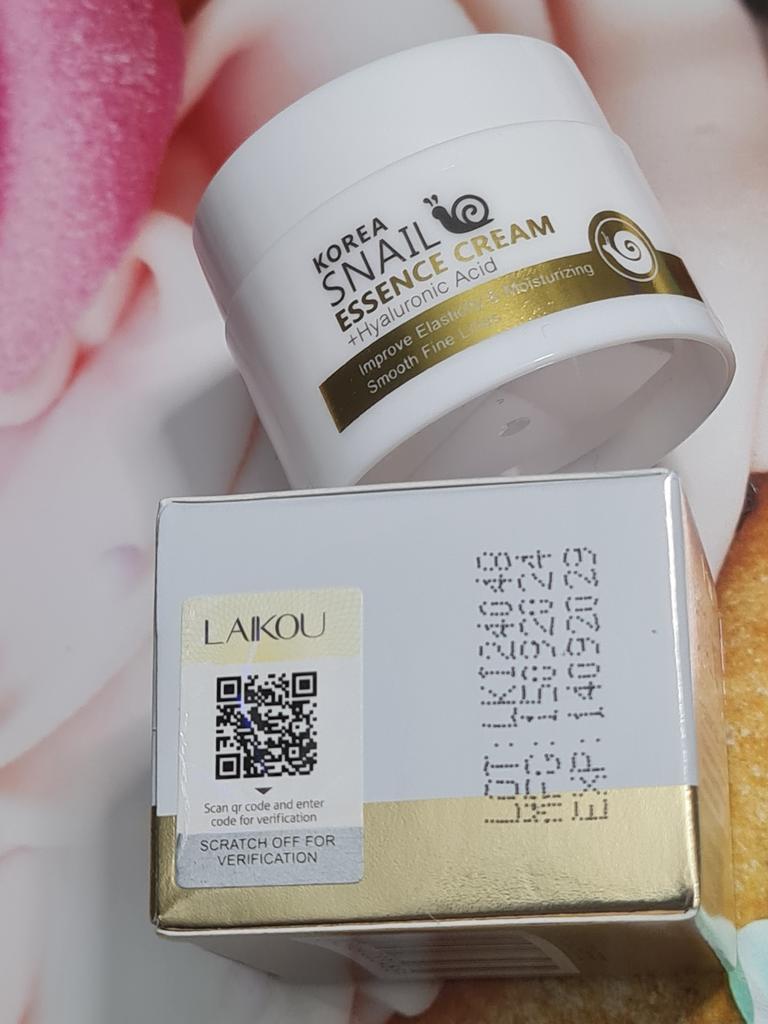 KOREA
SNAIL
ESSENCE CREAM
+Hyaluronic Acid
Improve Elasticity & Moisturizing
Smooth Fine Lines
LAIKOU
Scan qr code and enter
code for verification
SCRATCH OFF FOR
VERIFICATION
LOT: LK124048
MFG: 15092024
EXP: 14092029